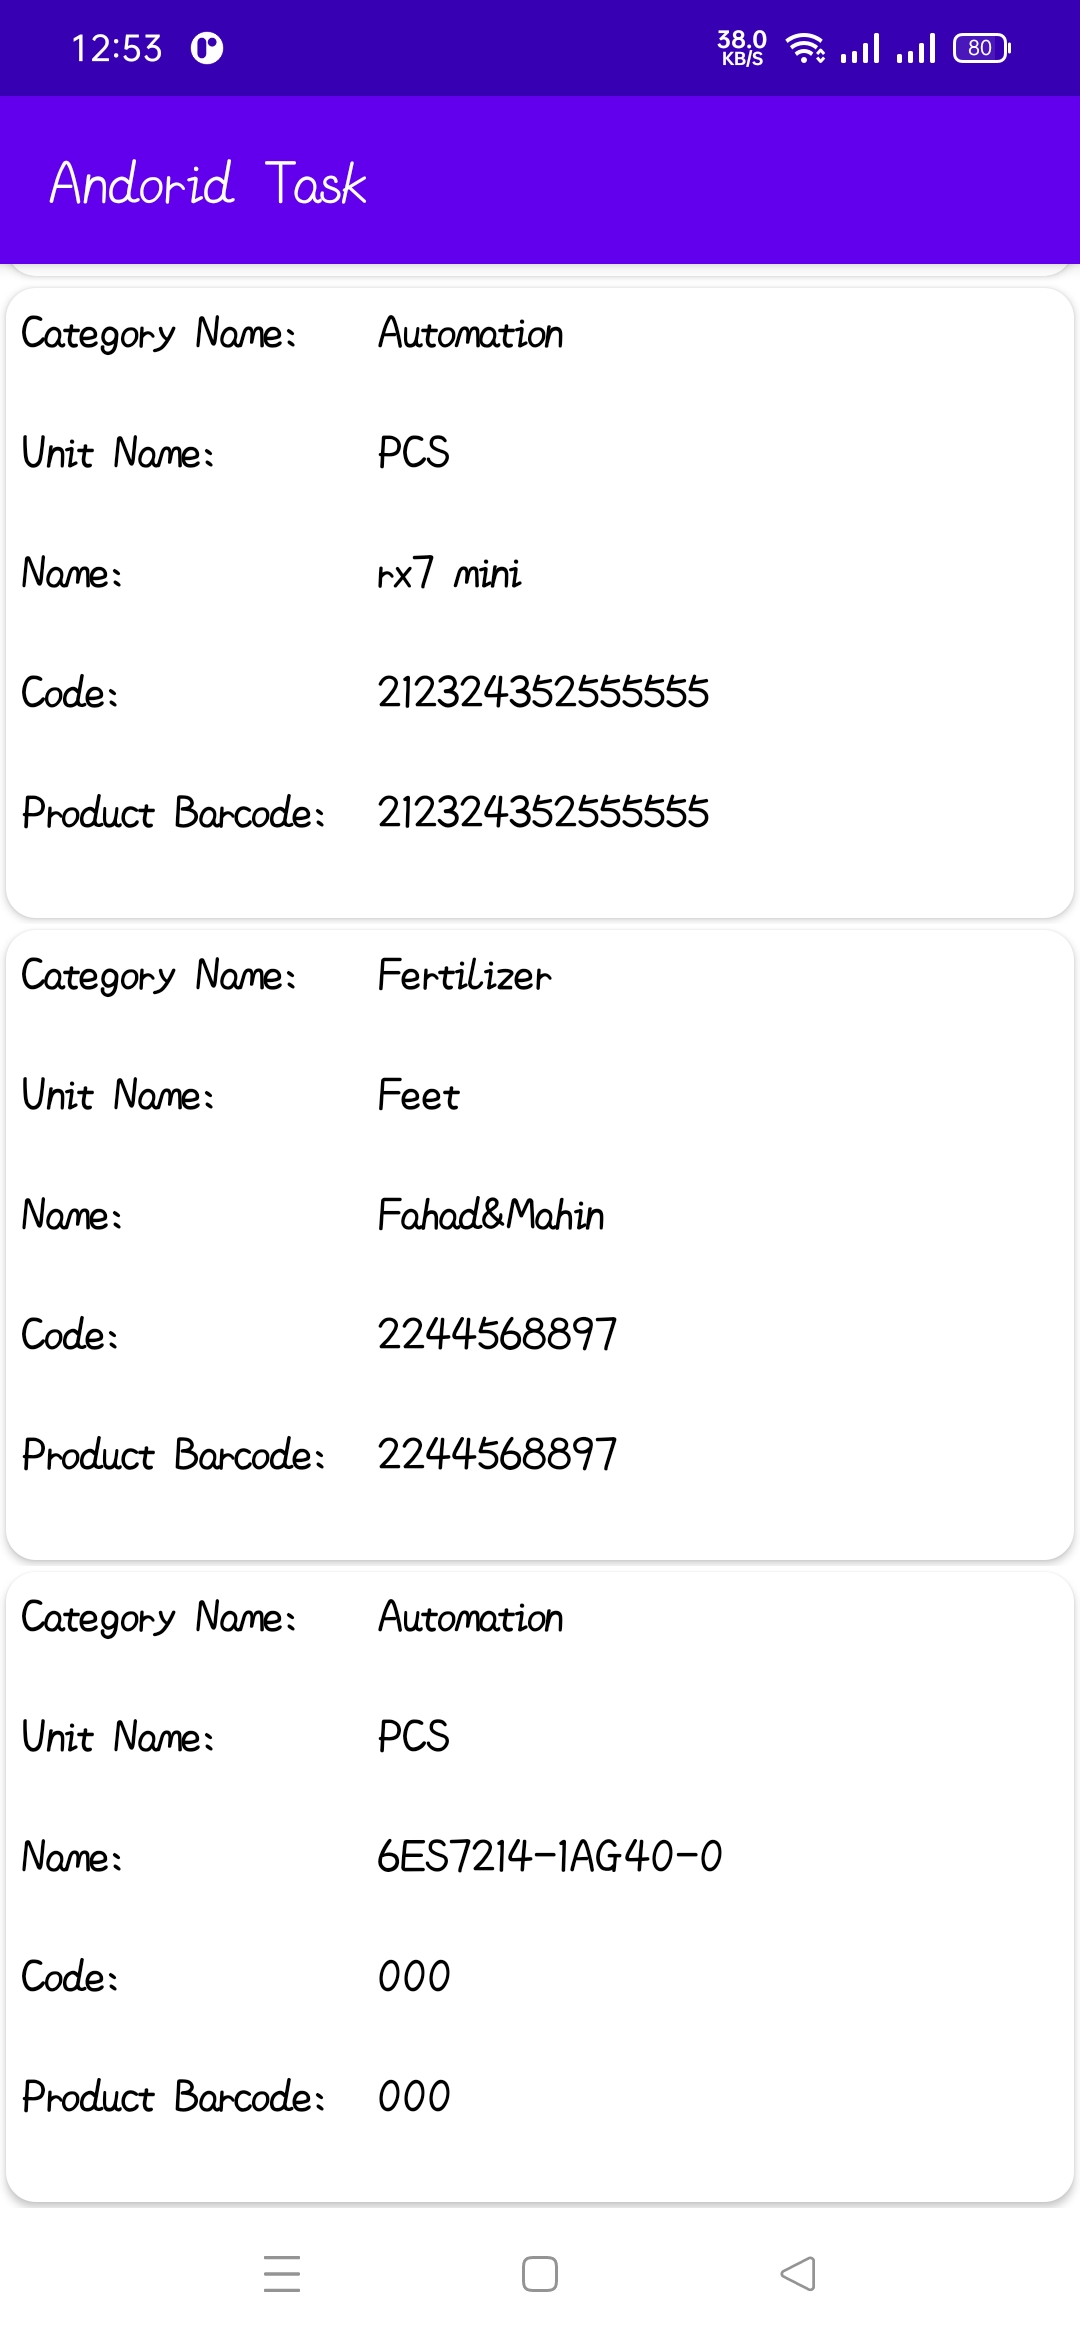 12:53 38.0 KB/S 80
Andorid Task
Category Name: Automation
Unit Name: PCS
Name: rx7 mini
Code: 212324352555555
Product Barcode: 212324352555555
Category Name: Fertilizer
Unit Name: Feet
Name: Fahad&Mahin
Code: 2244568897
Product Barcode: 2244568897
Category Name: Automation
Unit Name: PCS
Name: 6ES7214-1AG40-0
Code: 000
Product Barcode: 000